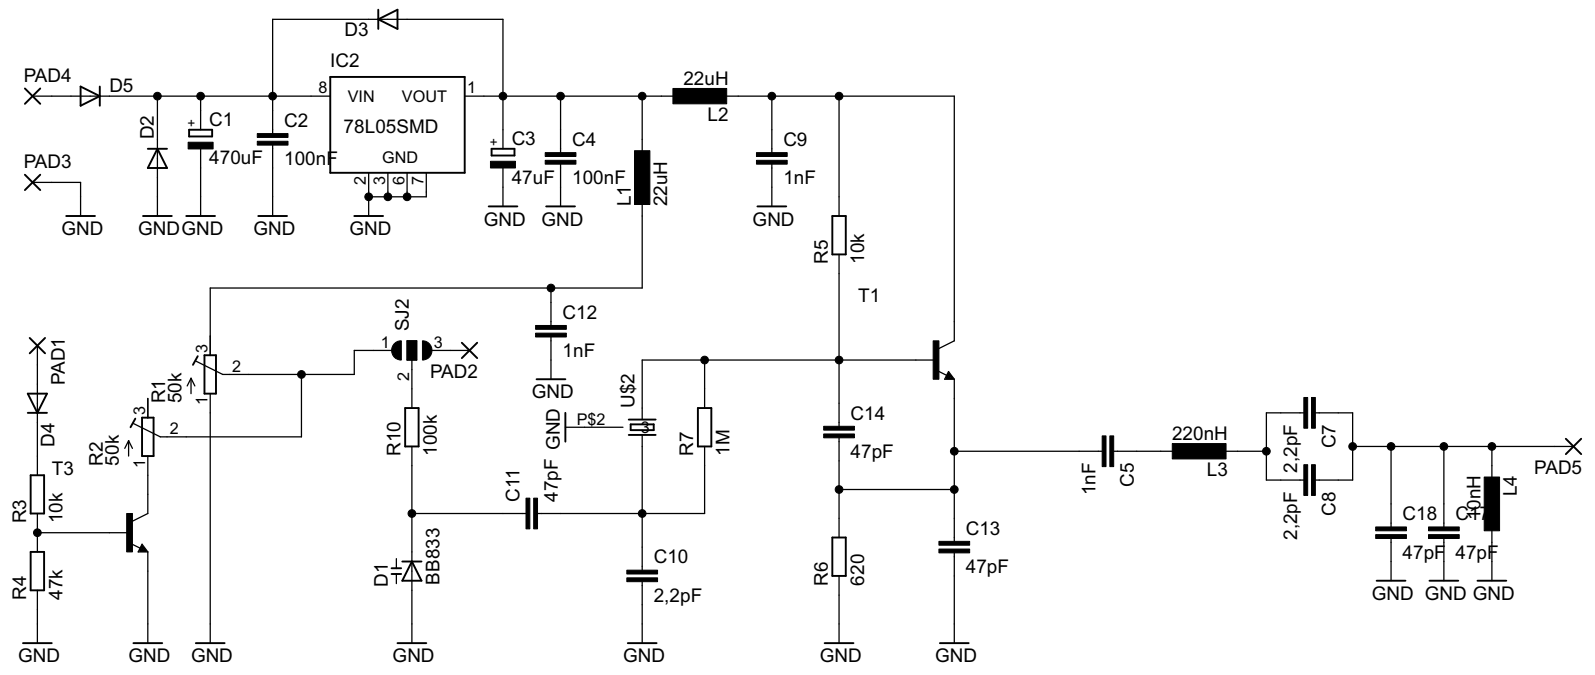 D3
IC2
PAD4
D5
8
VIN
VOUT
1
22uH
L2
D2
+
C1
470uF
C2
100nF
78L05SMD
GND
2
3
6
7
+
C3
47uF
C4
100nF
L1
22uH
C9
1nF
PAD3
GND
GND
GND
GND
GND
GND
GND
GND
R5
10k
T1
C12
1nF
GND
SJ2
1
3
2
PAD2
PAD1
D4
R1
50k
3
2
1
R2
50k
3
2
1
R10
100k
GND
P$2
U$2
3
R7
1M
C14
47pF
T3
R3
10k
R4
47k
C11
47pF
D1
BB833
C10
2,2pF
R6
620
C13
47pF
1nF
C5
220nH
L3
2,2pF
C7
2,2pF
C8
PAD5
C18
47pF
47pF
10nH
L4
GND
GND
GND
GND
GND
GND
GND
GND
GND
GND